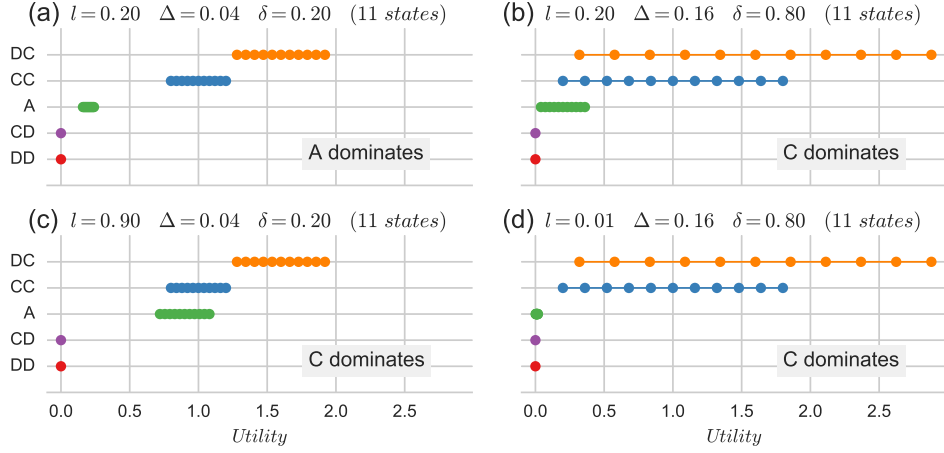 (a) l = 0.20 Δ = 0.04 δ = 0.20 (11 states)
DC
CC
A
CD
DD
A dominates
(b) l = 0.20 Δ = 0.16 δ = 0.80 (11 states)
C dominates
(c) l = 0.90 Δ = 0.04 δ = 0.20 (11 states)
DC
CC
A
CD
DD
C dominates
0.0 0.5 1.0 1.5 2.0 2.5
Utility
(d) l = 0.01 Δ = 0.16 δ = 0.80 (11 states)
C dominates
0.0 0.5 1.0 1.5 2.0 2.5
Utility